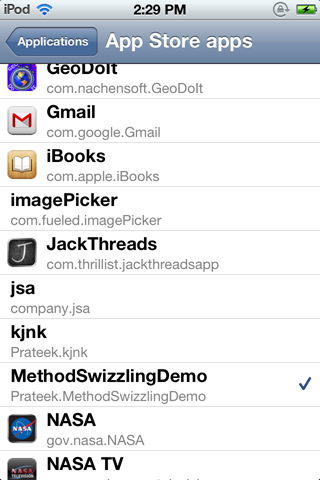 iPod 2:29 PM
Applications App Store apps
GeoDoIt
com.nachensoft.GeoDoIt
Gmail
com.google.Gmail
iBooks
com.apple.iBooks
imagePicker
com.fueled.imagePicker
JackThreads
com.thrillist.jackthreadsapp
jsa
company.jsa
kjnk
Prateek.kjnk
MethodSwizzlingDemo
Prateek.MethodSwizzlingDemo
NASA
gov.nasa.NASA
NASA TV